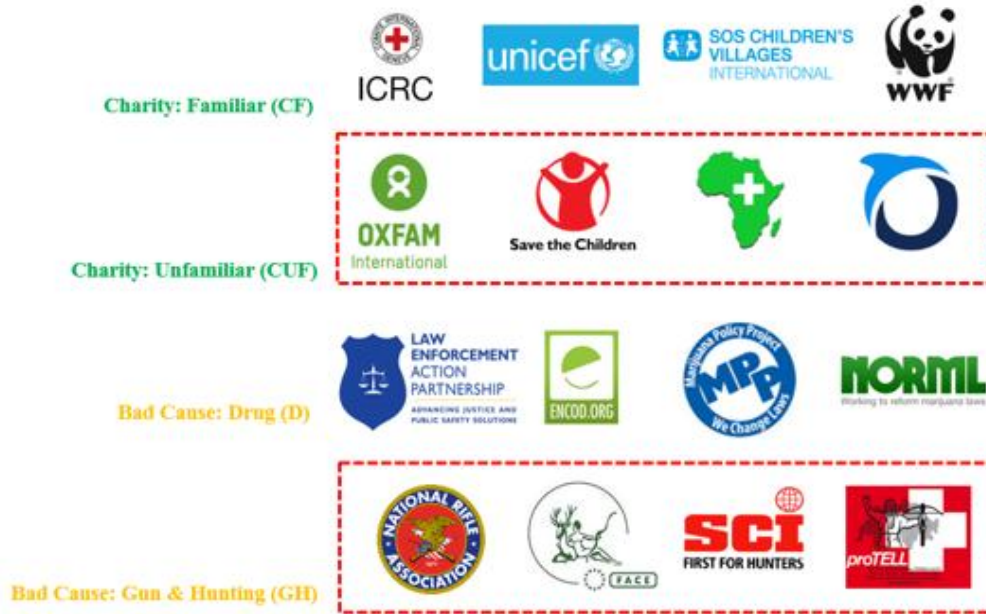 COMITE INTERNATIONAL GENEVE
ICRC
unicef
SOS CHILDREN'S
VILLAGES
INTERNATIONAL
WWF
Charity: Familiar (CF)
OXFAM
International
Save the Children
Charity: Unfamiliar (CUF)
LAW
ENFORCEMENT
ACTION
PARTNERSHIP
ADVANCING JUSTICE AND
PUBLIC SAFETY SOLUTIONS
ENCOD.ORG
Marijuana Policy Project
MPP
We Change Laws
NORML
Working to reform marijuana laws
Bad Cause: Drug (D)
NATIONAL RIFLE
ASSOCIATION
FACE
SCI
FIRST FOR HUNTERS
proTELL
Bad Cause: Gun & Hunting (GH)